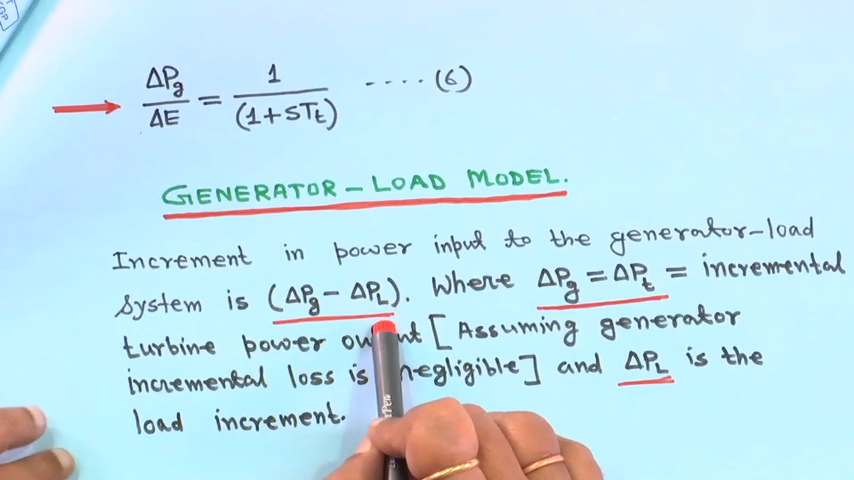 ΔPg / ΔE = 1 / (1+STt) ---- (6)
GENERATOR-LOAD MODEL.
Increment in power input to the generator-load
System is (ΔPg - ΔPL). Where ΔPg = ΔPt = incremental
turbine power [Assuming generator
incremental loss is negligible] and ΔPL is the
load increment.